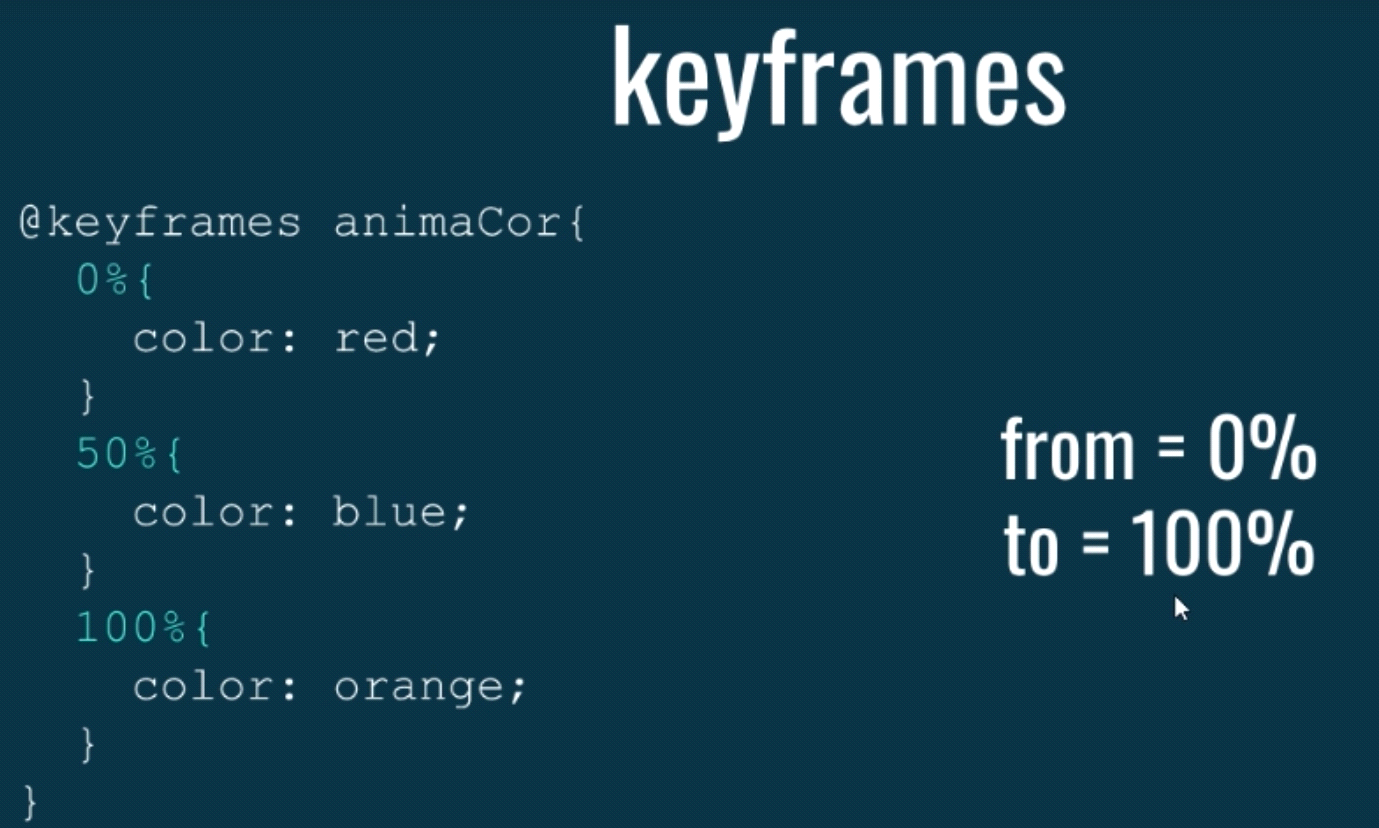 keyframes
@keyframes animaCor{
0%{
color: red;
}
50%{
color: blue;
}
100%{
color: orange;
}
}
from = 0%
to = 100%